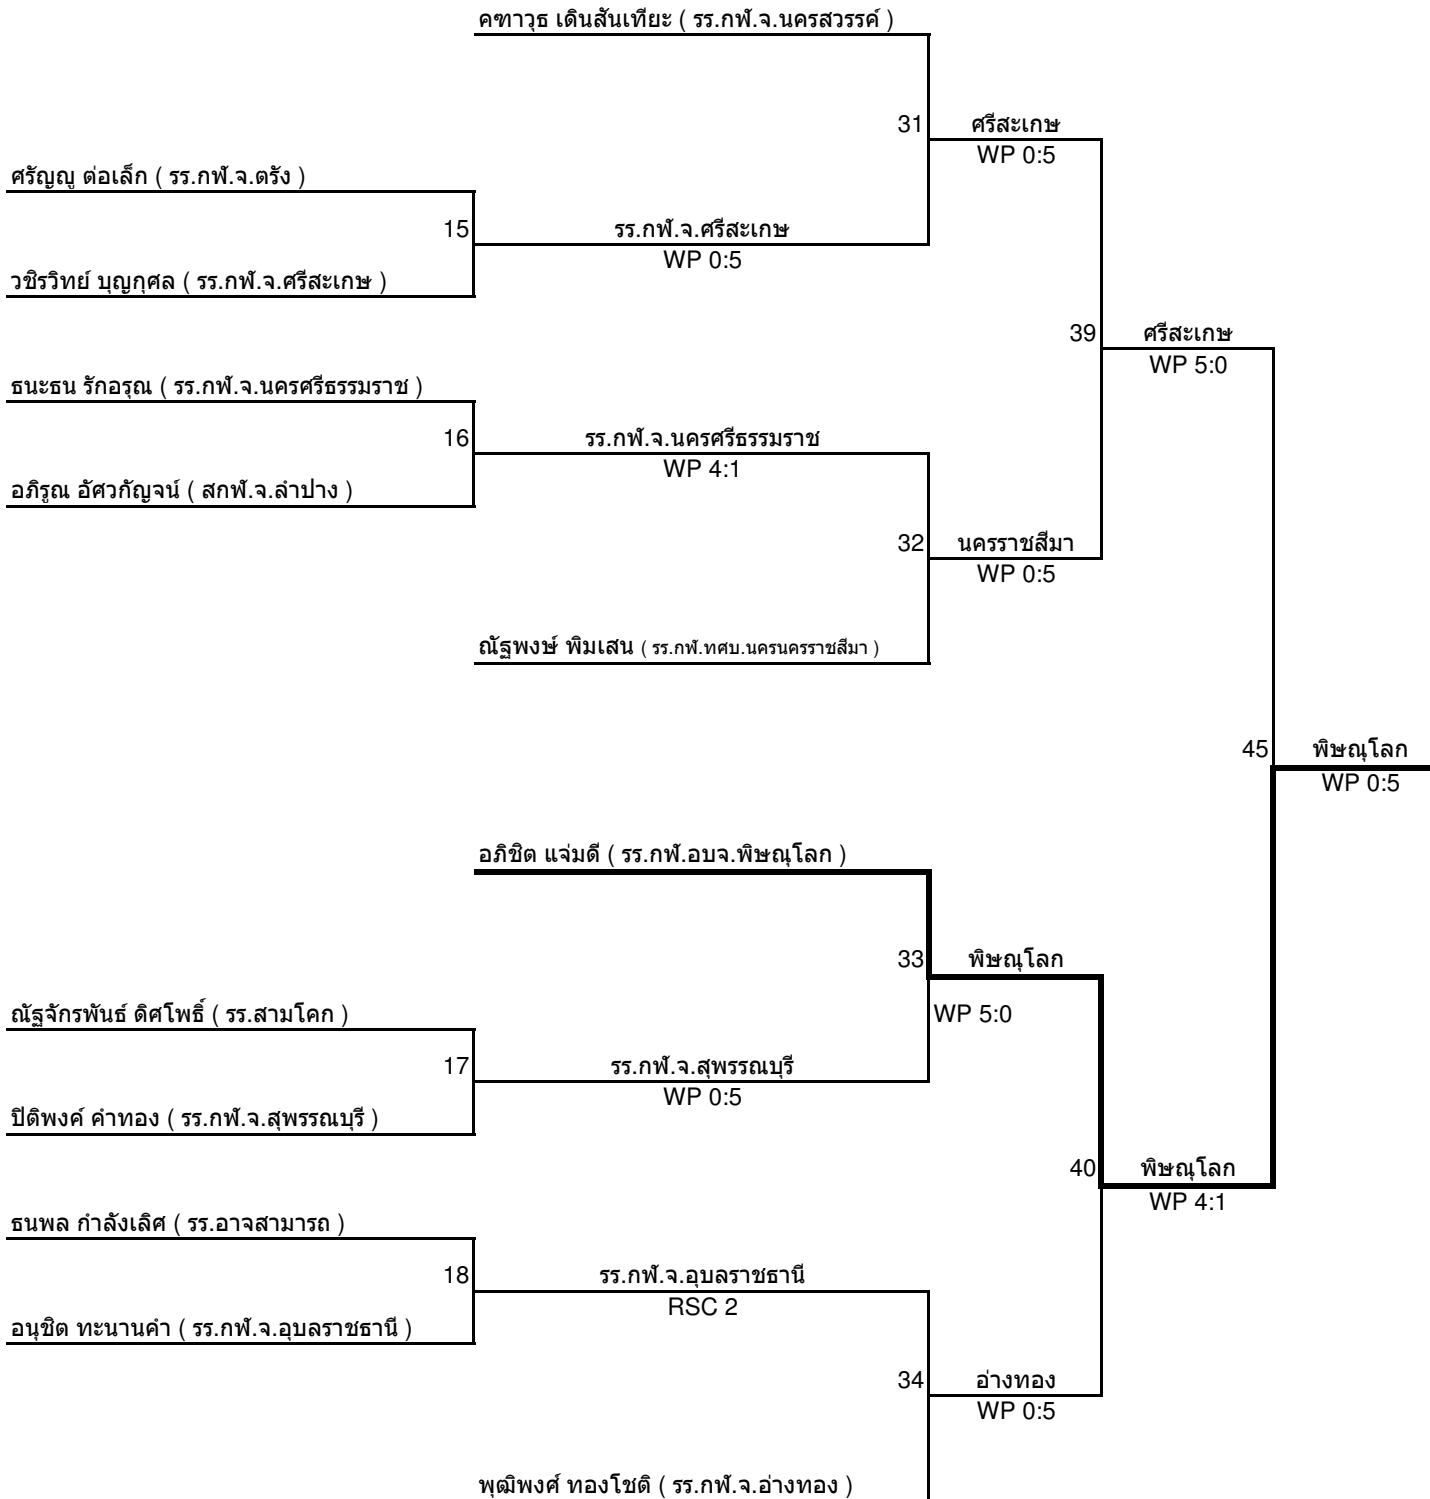 คฑาวุธ เดินสันเทียะ ( รร.กฬ.จ.นครสวรรค์ )
31 ศรีสะเกษ
WP 0:5
ศรัญญู ต่อเล็ก ( รร.กฬ.จ.ตรัง )
15 รร.กฬ.จ.ศรีสะเกษ
WP 0:5
วชิรวิทย์ บุญกุศล ( รร.กฬ.จ.ศรีสะเกษ )
39 ศรีสะเกษ
WP 5:0
ธนะธน รักอรุณ ( รร.กฬ.จ.นครศรีธรรมราช )
16 รร.กฬ.จ.นครศรีธรรมราช
WP 4:1
อภิรูณ อัศวกัญจน์ ( สกฬ.จ.ลำปาง )
32 นครราชสีมา
WP 0:5
ณัฐพงษ์ พิมเสน ( รร.กฬ.ทศบ.นครนครราชสีมา )
45 พิษณุโลก
WP 0:5
อภิชิต แจ่มดี ( รร.กฬ.อบจ.พิษณุโลก )
33 พิษณุโลก
WP 5:0
ณัฐจักรพันธ์ ดิศโพธิ์ ( รร.สามโคก )
17 รร.กฬ.จ.สุพรรณบุรี
WP 0:5
ปิติพงค์ คำทอง ( รร.กฬ.จ.สุพรรณบุรี )
40 พิษณุโลก
WP 4:1
ธนพล กำลังเลิศ ( รร.อาจสามารถ )
18 รร.กฬ.จ.อุบลราชธานี
RSC 2
อนุชิต ทะนานคำ ( รร.กฬ.จ.อุบลราชธานี )
34 อ่างทอง
WP 0:5
พุฒิพงศ์ ทองโชติ ( รร.กฬ.จ.อ่างทอง )